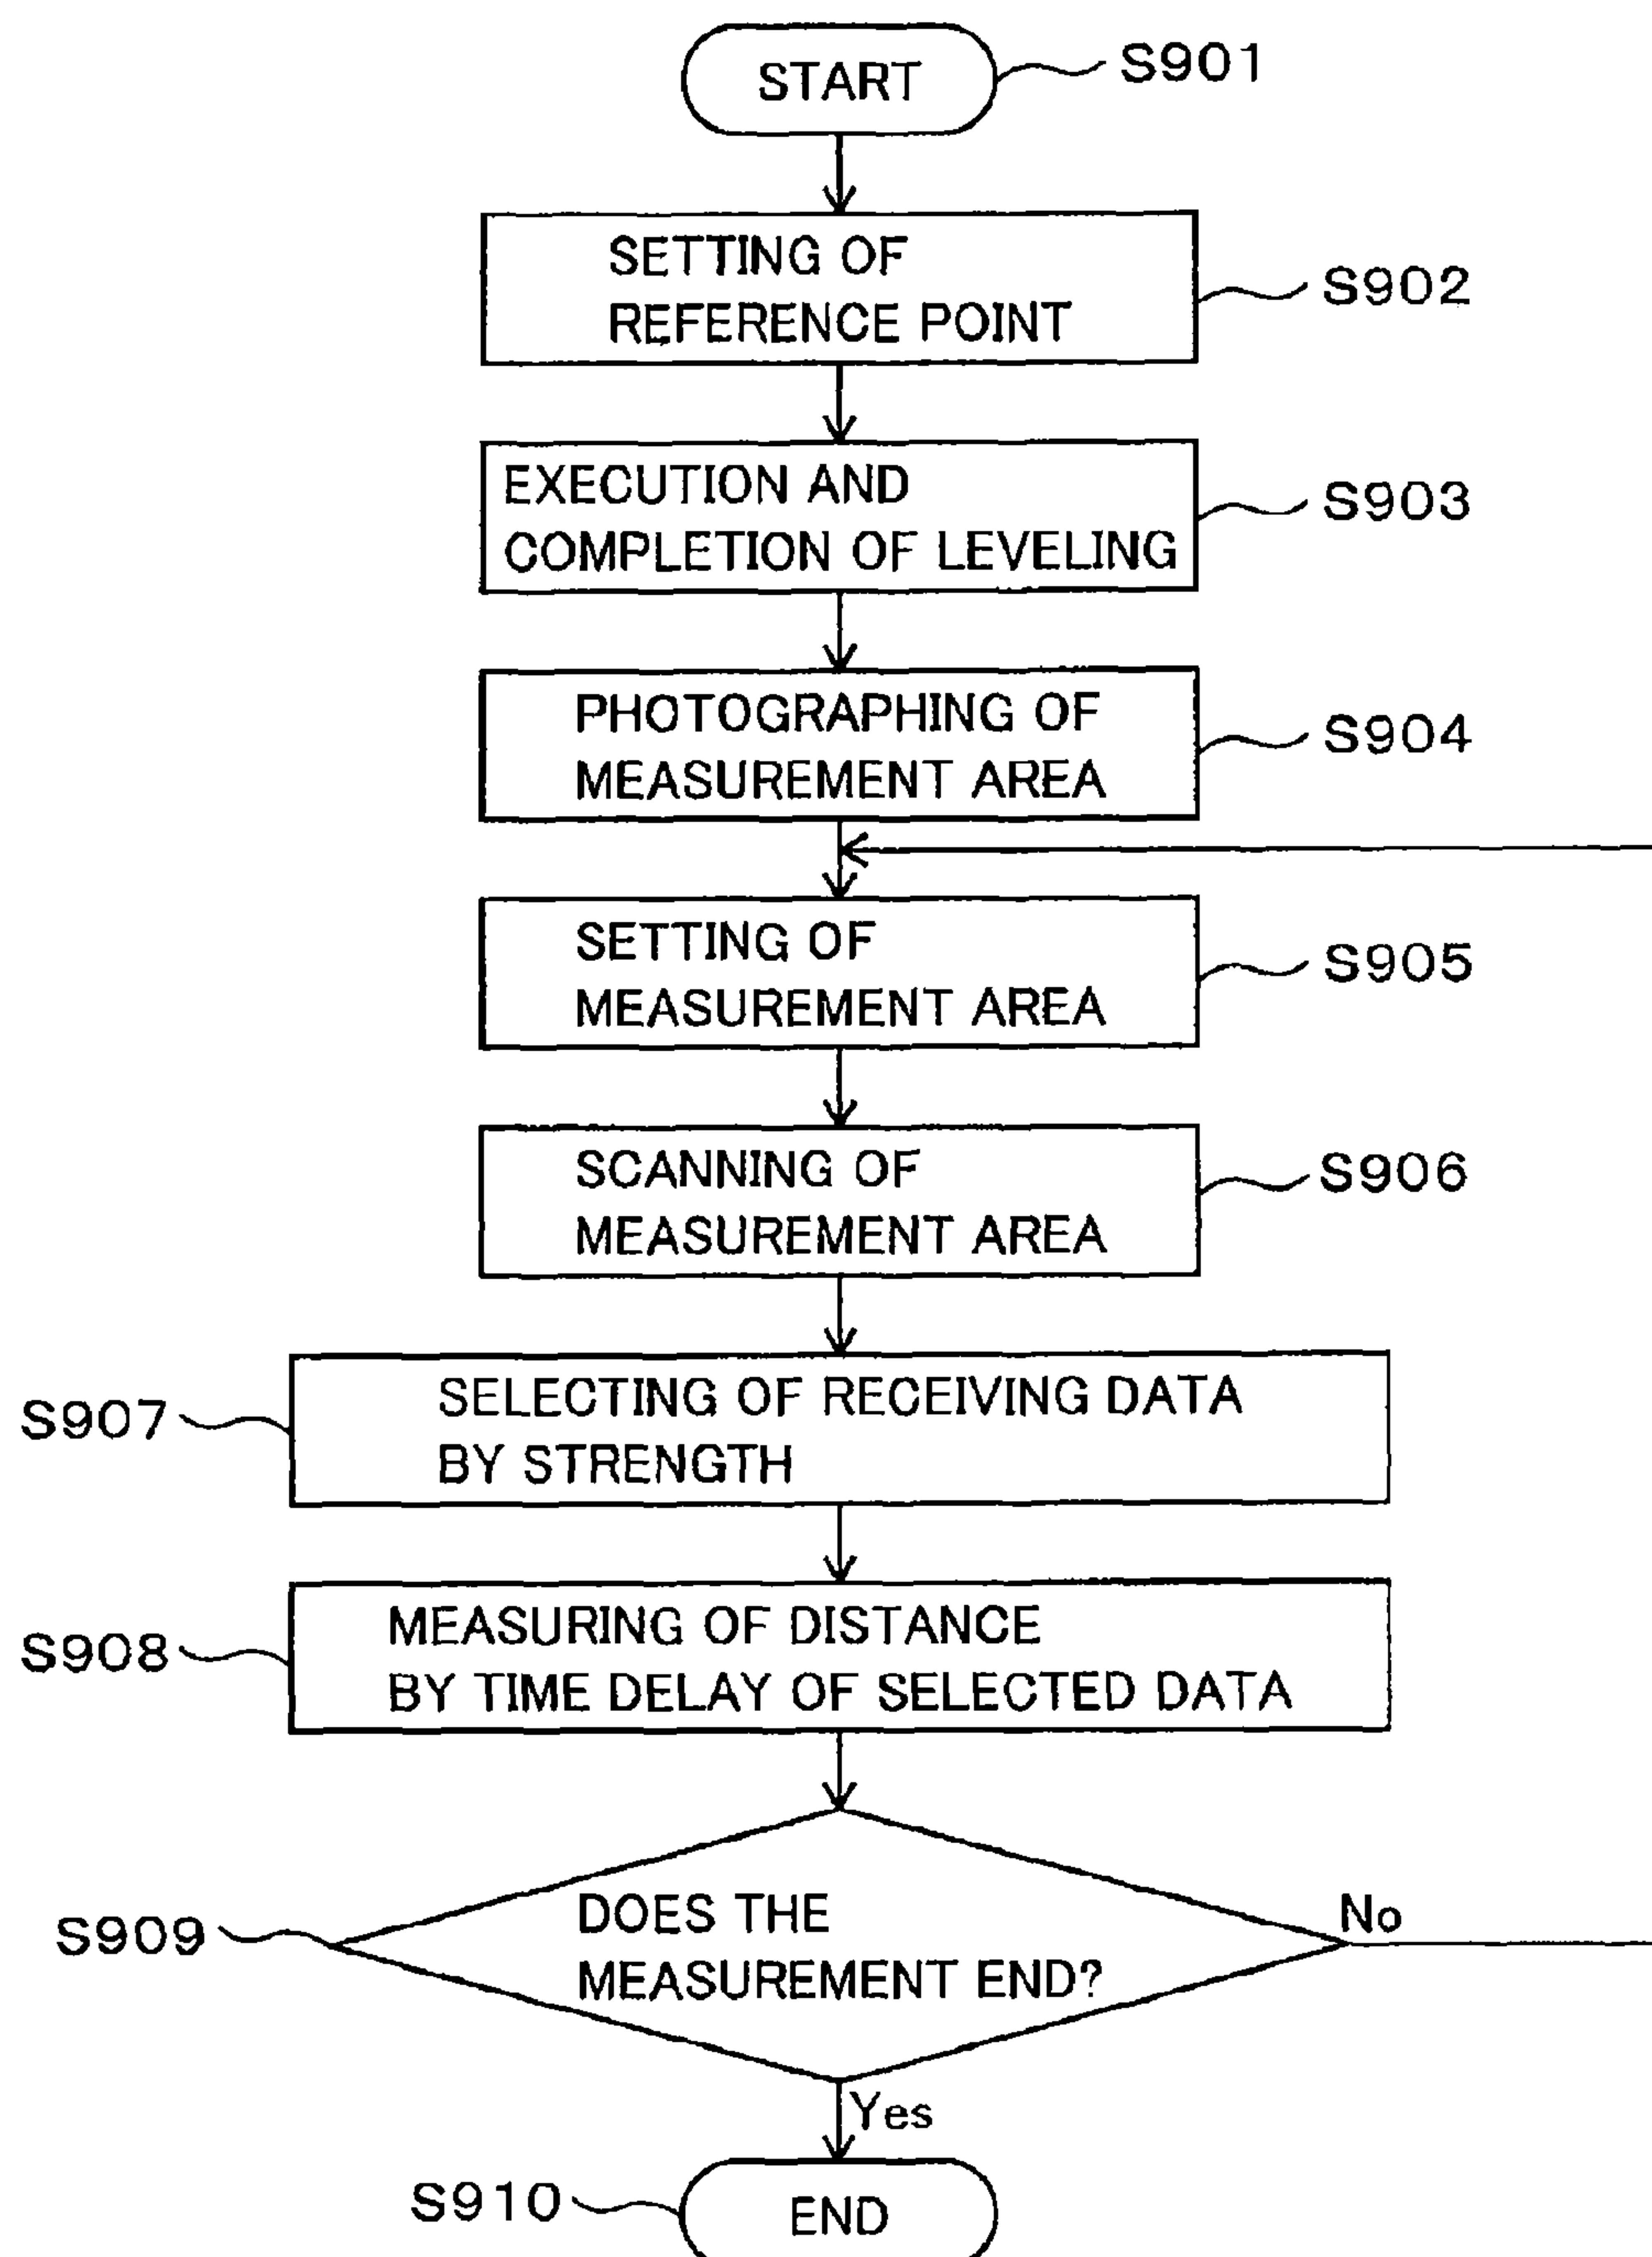 START
S901
SETTING OF
REFERENCE POINT
S902
EXECUTION AND
COMPLETION OF LEVELING
S903
PHOTOGRAPHING OF
MEASUREMENT AREA
S904
SETTING OF
MEASUREMENT AREA
S905
SCANNING OF
MEASUREMENT AREA
S906
S907
SELECTING OF RECEIVING DATA
BY STRENGTH
S908
MEASURING OF DISTANCE
BY TIME DELAY OF SELECTED DATA
S909
DOES THE
MEASUREMENT END?
No
Yes
S910
END